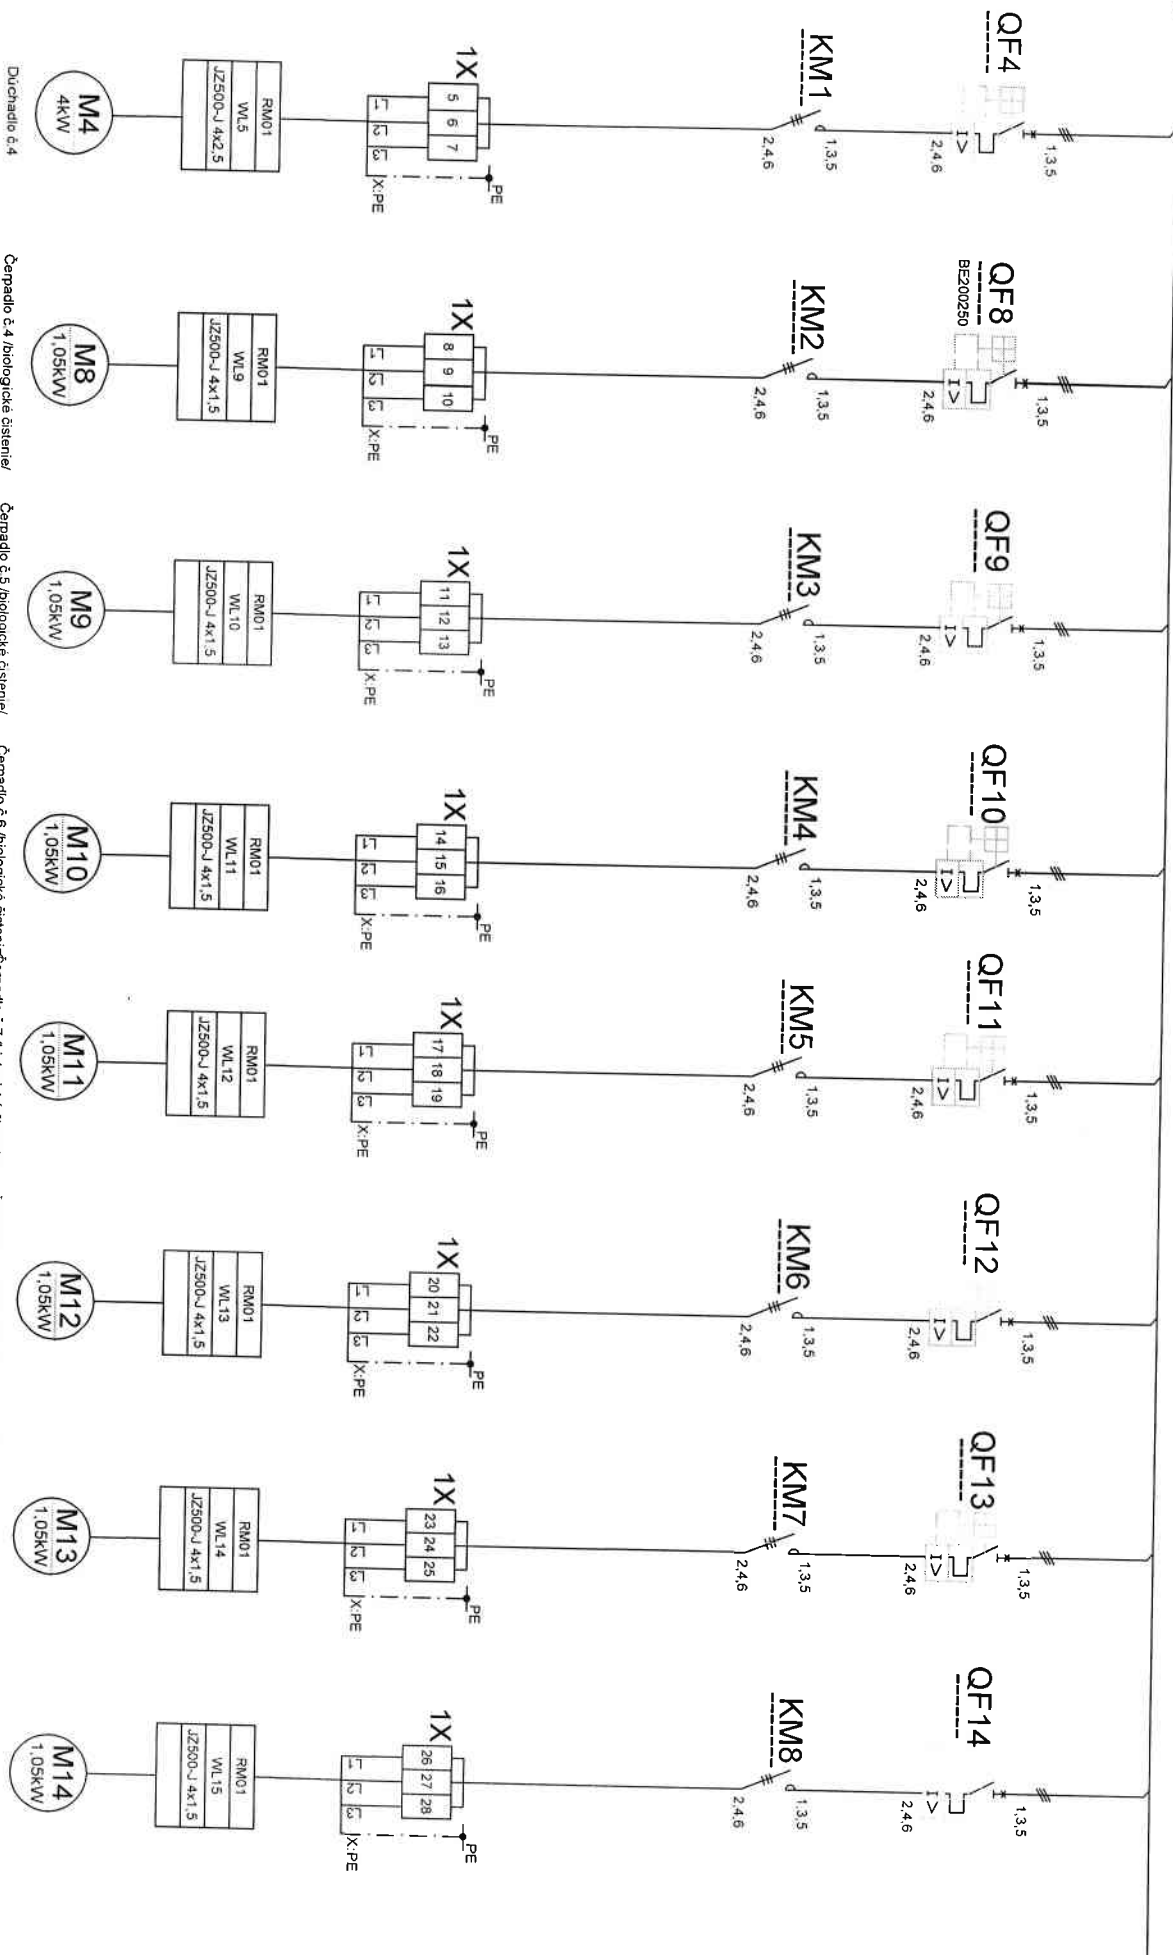 QF4
1,3,5
I>
2,4,6
KM1
1,3,5
2,4,6
1X
5 6 7
PE
L1 L2 L3
X:PE
RM01
WL5
JZ500-J 4x2,5
M4
4kW
Dúchadlo č.4
QF8
BE200250
1,3,5
I>
2,4,6
KM2
1,3,5
2,4,6
1X
8 9 10
PE
L1 L2 L3
X:PE
RM01
WL9
JZ500-J 4x1,5
M8
1,05kW
Čerpadlo č.4 /biologické čistenie/
QF9
1,3,5
I>
2,4,6
KM3
1,3,5
2,4,6
1X
11 12 13
PE
L1 L2 L3
X:PE
RM01
WL10
JZ500-J 4x1,5
M9
1,05kW
Čerpadlo č.5 /biologické čistenie/
QF10
1,3,5
I>
2,4,6
KM4
1,3,5
2,4,6
1X
14 15 16
PE
L1 L2 L3
X:PE
RM01
WL11
JZ500-J 4x1,5
M10
1,05kW
Čerpadlo č.6 /biologické
QF11
1,3,5
I>
2,4,6
KM5
1,3,5
2,4,6
1X
17 18 19
PE
L1 L2 L3
X:PE
RM01
WL12
JZ500-J 4x1,5
M11
1,05kW
QF12
1,3,5
I>
2,4,6
KM6
1,3,5
2,4,6
1X
20 21 22
PE
L1 L2 L3
X:PE
RM01
WL13
JZ500-J 4x1,5
M12
1,05kW
QF13
1,3,5
I>
2,4,6
KM7
1,3,5
2,4,6
1X
23 24 25
PE
L1 L2 L3
X:PE
RM01
WL14
JZ500-J 4x1,5
M13
1,05kW
QF14
1,3,5
I>
2,4,6
KM8
1,3,5
2,4,6
1X
26 27 28
PE
L1 L2 L3
X:PE
RM01
WL15
JZ500-J 4x1,5
M14
1,05kW